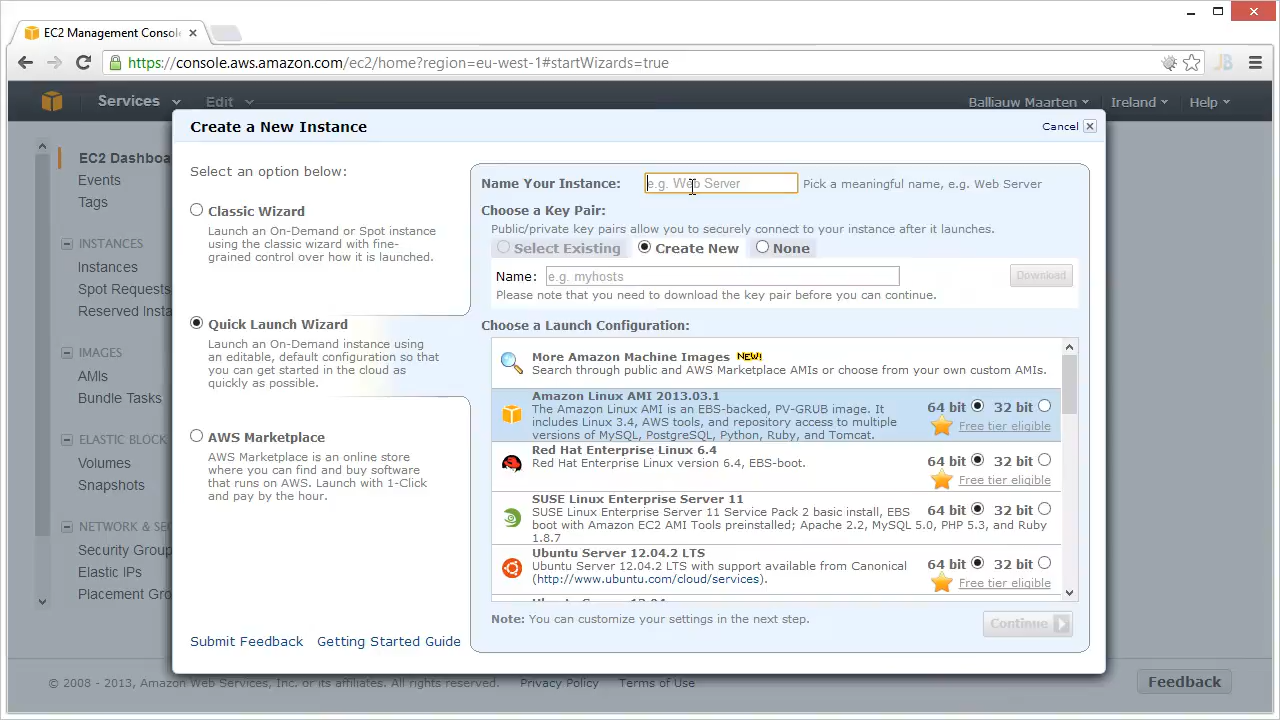 EC2 Management Consol
https://console.aws.amazon.com/ec2/home?region=eu-west-1#startWizards=true
Services Edit Balliauw Maarten Ireland Help
Create a New Instance
Cancel
EC2 Dashboa
Events
Tags
INSTANCES
Instances
Spot Requests
Reserved Insta
IMAGES
AMIs
Bundle Tasks
ELASTIC BLOCK
Volumes
Snapshots
NETWORK & SEC
Security Group
Elastic IPs
Placement Gro
Select an option below:
Classic Wizard
Launch an On-Demand or Spot instance
using the classic wizard with fine-
grained control over how it is launched.
Quick Launch Wizard
Launch an On-Demand instance using
an editable, default configuration so that
you can get started in the cloud as
quickly as possible.
AWS Marketplace
AWS Marketplace is an online store
where you can find and buy software
that runs on AWS. Launch with 1-Click
and pay by the hour.
Submit Feedback Getting Started Guide
Name Your Instance: e.g. Web Server Pick a meaningful name, e.g. Web Server
Choose a Key Pair:
Public/private key pairs allow you to securely connect to your instance after it launches.
Select Existing Create New None
Name: e.g. myhosts Download
Please note that you need to download the key pair before you can continue.
Choose a Launch Configuration:
More Amazon Machine Images NEW!
Search through public and AWS Marketplace AMIs or choose from your own custom AMIs.
Amazon Linux AMI 2013.03.1
The Amazon Linux AMI is an EBS-backed, PV-GRUB image. It
includes Linux 3.4, AWS tools, and repository access to multiple
versions of MySQL, PostgreSQL, Python, Ruby, and Tomcat.
64 bit 32 bit
Free tier eligible
Red Hat Enterprise Linux 6.4
Red Hat Enterprise Linux version 6.4, EBS-boot.
64 bit 32 bit
Free tier eligible
SUSE Linux Enterprise Server 11
SUSE Linux Enterprise Server 11 Service Pack 2 basic install, EBS
boot with Amazon EC2 AMI Tools preinstalled; Apache 2.2, MySQL 5.0, PHP 5.3, and Ruby
1.8.7
64 bit 32 bit
Ubuntu Server 12.04.2 LTS
Ubuntu Server 12.04.2 LTS with support available from Canonical
(http://www.ubuntu.com/cloud/services).
64 bit 32 bit
Free tier eligible
Note: You can customize your settings in the next step.
Continue
© 2008 - 2013, Amazon Web Services, Inc. or its affiliates. All rights reserved. Privacy Policy Terms of Use
Feedback